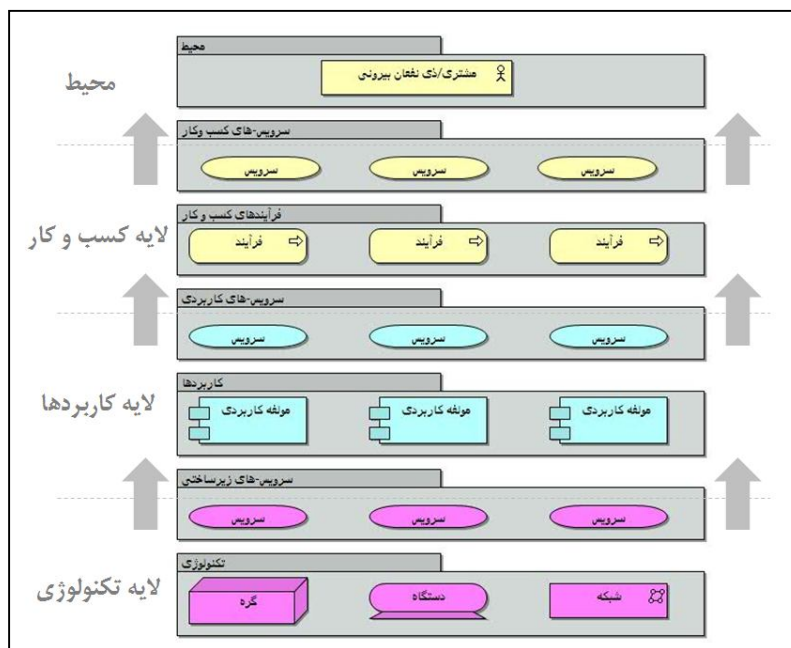 محیط
محیط
مشتری/ذی نفعان بیرونی
سرویس-های کسب وکار
سرویس
سرویس
سرویس
لایه کسب و کار
فرآیندهای کسب و کار
فرآیند
فرآیند
فرآیند
سرویس-های کاربردی
سرویس
سرویس
سرویس
لایه کاربردها
کاربردها
مولفه کاربردی
مولفه کاربردی
مولفه کاربردی
سرویس-های زیرساختی
سرویس
سرویس
سرویس
لایه تکنولوژی
تکنولوژی
شبکه
دستگاه
گره